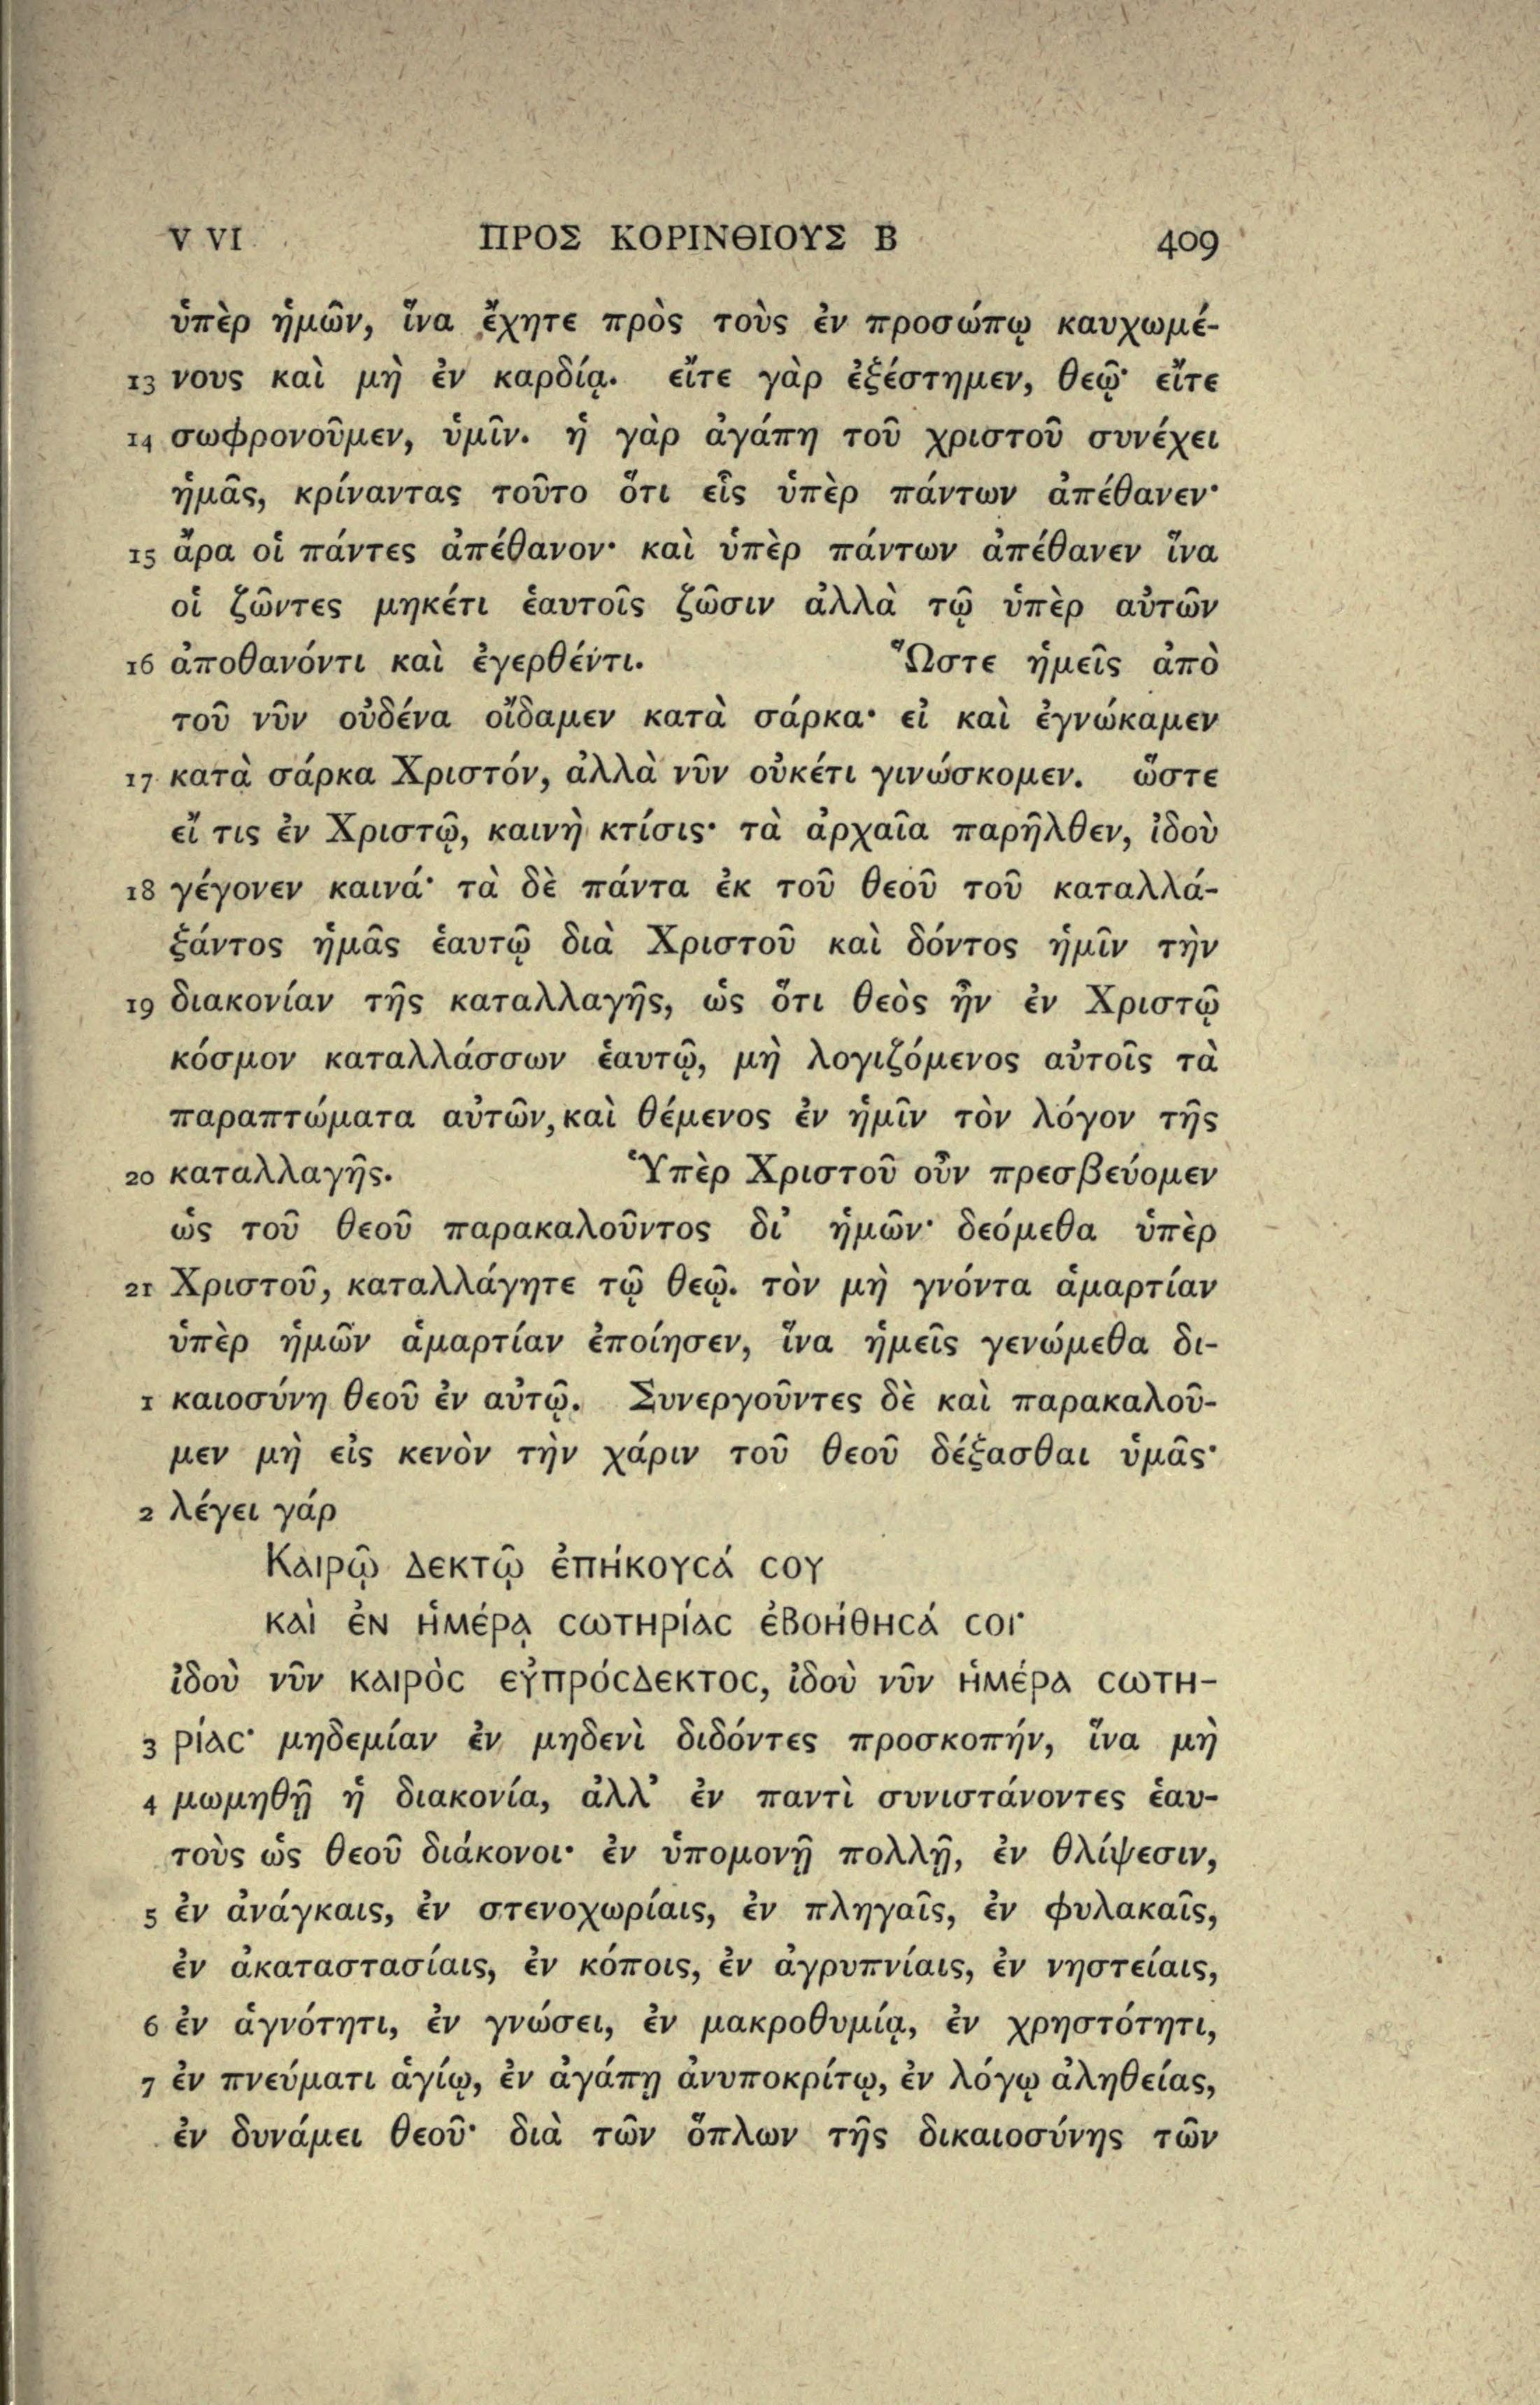 V VI ΠΡΟΣ ΚΟΡΙΝΘΙΟΥΣ Β 409
ὑπὲρ ἡμῶν, ἵνα ἔχητε πρὸς τοὺς ἐν προσώπῳ καυχωμέ-
13 νους καὶ μὴ ἐν καρδίᾳ. εἴτε γὰρ ἐξέστημεν, θεῷ· εἴτε
14 σωφρονοῦμεν, ὑμῖν. ἡ γὰρ ἀγάπη τοῦ χριστοῦ συνέχει
ἡμᾶς, κρίναντας τοῦτο ὅτι εἷς ὑπὲρ πάντων ἀπέθανεν·
15 ἄρα οἱ πάντες ἀπέθανον· καὶ ὑπὲρ πάντων ἀπέθανεν ἵνα
οἱ ζῶντες μηκέτι ἑαυτοῖς ζῶσιν ἀλλὰ τῷ ὑπὲρ αὐτῶν
16 ἀποθανόντι καὶ ἐγερθέντι. Ὥστε ἡμεῖς ἀπὸ
τοῦ νῦν οὐδένα οἴδαμεν κατὰ σάρκα· εἰ καὶ ἐγνώκαμεν
17 κατὰ σάρκα Χριστόν, ἀλλὰ νῦν οὐκέτι γινώσκομεν. ὥστε
εἴ τις ἐν Χριστῷ, καινὴ κτίσις· τὰ ἀρχαῖα παρῆλθεν, ἰδοὺ
18 γέγονεν καινά· τὰ δὲ πάντα ἐκ τοῦ θεοῦ τοῦ καταλλά-
ξαντος ἡμᾶς ἑαυτῷ διὰ Χριστοῦ καὶ δόντος ἡμῖν τὴν
19 διακονίαν τῆς καταλλαγῆς, ὡς ὅτι θεὸς ἦν ἐν Χριστῷ
κόσμον καταλλάσσων ἑαυτῷ, μὴ λογιζόμενος αὐτοῖς τὰ
παραπτώματα αὐτῶν, καὶ θέμενος ἐν ἡμῖν τὸν λόγον τῆς
20 καταλλαγῆς. Ὑπὲρ Χριστοῦ οὖν πρεσβεύομεν
ὡς τοῦ θεοῦ παρακαλοῦντος δι᾽ ἡμῶν· δεόμεθα ὑπὲρ
21 Χριστοῦ, καταλλάγητε τῷ θεῷ. τὸν μὴ γνόντα ἁμαρτίαν
ὑπὲρ ἡμῶν ἁμαρτίαν ἐποίησεν, ἵνα ἡμεῖς γενώμεθα δι-
1 καιοσύνη θεοῦ ἐν αὐτῷ. Συνεργοῦντες δὲ καὶ παρακαλοῦ-
μεν μὴ εἰς κενὸν τὴν χάριν τοῦ θεοῦ δέξασθαι ὑμᾶς·
2 λέγει γάρ
Καιρῷ δεκτῷ ἐπήκουσά σου
καὶ ἐν ἡμέρᾳ σωτηρίας ἐβοήθησά σοι·
ἰδοὺ νῦν καιρὸς εὐπρόσδεκτος, ἰδοὺ νῦν ἡμέρα σωτη-
3 ρίας· μηδεμίαν ἐν μηδενὶ διδόντες προσκοπήν, ἵνα μὴ
4 μωμηθῇ ἡ διακονία, ἀλλ᾽ ἐν παντὶ συνιστάνοντες ἑαυ-
τοὺς ὡς θεοῦ διάκονοι· ἐν ὑπομονῇ πολλῇ, ἐν θλίψεσιν,
5 ἐν ἀνάγκαις, ἐν στενοχωρίαις, ἐν πληγαῖς, ἐν φυλακαῖς,
ἐν ἀκαταστασίαις, ἐν κόποις, ἐν ἀγρυπνίαις, ἐν νηστείαις,
6 ἐν ἁγνότητι, ἐν γνώσει, ἐν μακροθυμίᾳ, ἐν χρηστότητι,
7 ἐν πνεύματι ἁγίῳ, ἐν ἀγάπῃ ἀνυποκρίτῳ, ἐν λόγῳ ἀληθείας,
ἐν δυνάμει θεοῦ· διὰ τῶν ὅπλων τῆς δικαιοσύνης τῶν